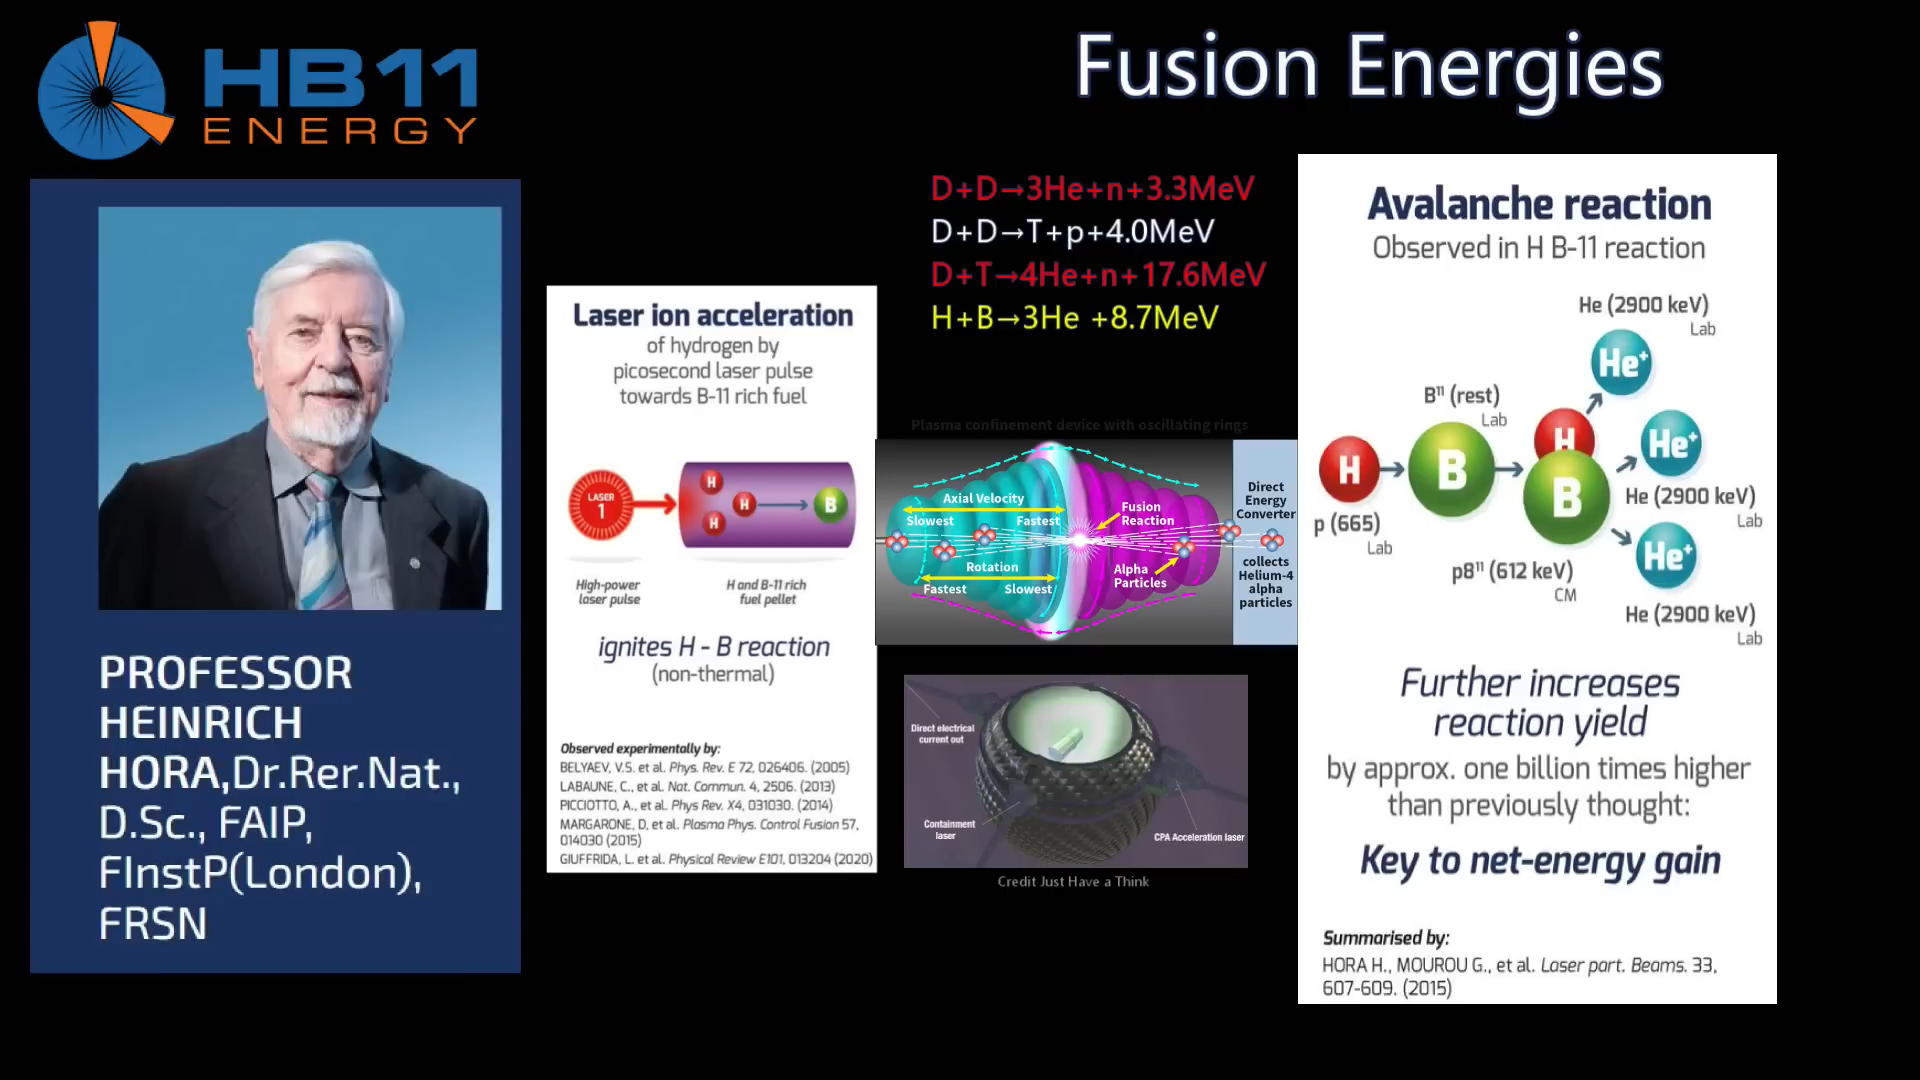 HB11
ENERGY
Fusion Energies
PROFESSOR
HEINRICH
HORA,Dr.Rer.Nat.,
D.Sc., FAIP,
FInstP(London),
FRSN
Laser ion acceleration
of hydrogen by
picosecond laser pulse
towards B-11 rich fuel
LASER
1
H
H
H
B
High-power
laser pulse
H and B-11 rich
fuel pellet
ignites H - B reaction
(non-thermal)
Observed experimentally by:
BELYAEV, V.S. et al. Phys. Rev. E 72, 026406. (2005)
LABAUNE, C., et al. Nat. Commun. 4, 2506. (2013)
PICCIOTTO, A., et al. Phys Rev. X4, 031030. (2014)
MARGARONE, D, et al. Plasma Phys. Control Fusion 57,
014030 (2015)
GIUFFRIDA, L. et al. Physical Review E101, 013204 (2020)
D+D→3He+n+3.3MeV
D+D→T+p+4.0MeV
D+T→4He+n+17.6MeV
H+B→3He +8.7MeV
Plasma confinement device with oscillating rings
Axial Velocity
Slowest
Fastest
Rotation
Fastest
Slowest
Fusion
Reaction
Alpha
Particles
Direct
Energy
Converter
collects
Helium-4
alpha
particles
Direct electrical
current out
Containment
laser
CPA Acceleration laser
Credit Just Have a Think
Avalanche reaction
Observed in H B-11 reaction
He (2900 keV)
Lab
He⁺
B¹¹ (rest)
Lab
H
B
H
B
He⁺
He (2900 keV)
Lab
p (665)
Lab
He⁺
p8¹¹ (612 keV)
CM
He (2900 keV)
Lab
Further increases
reaction yield
by approx. one billion times higher
than previously thought:
Key to net-energy gain
Summarised by:
HORA H., MOUROU G., et al. Laser part. Beams. 33,
607-609. (2015)